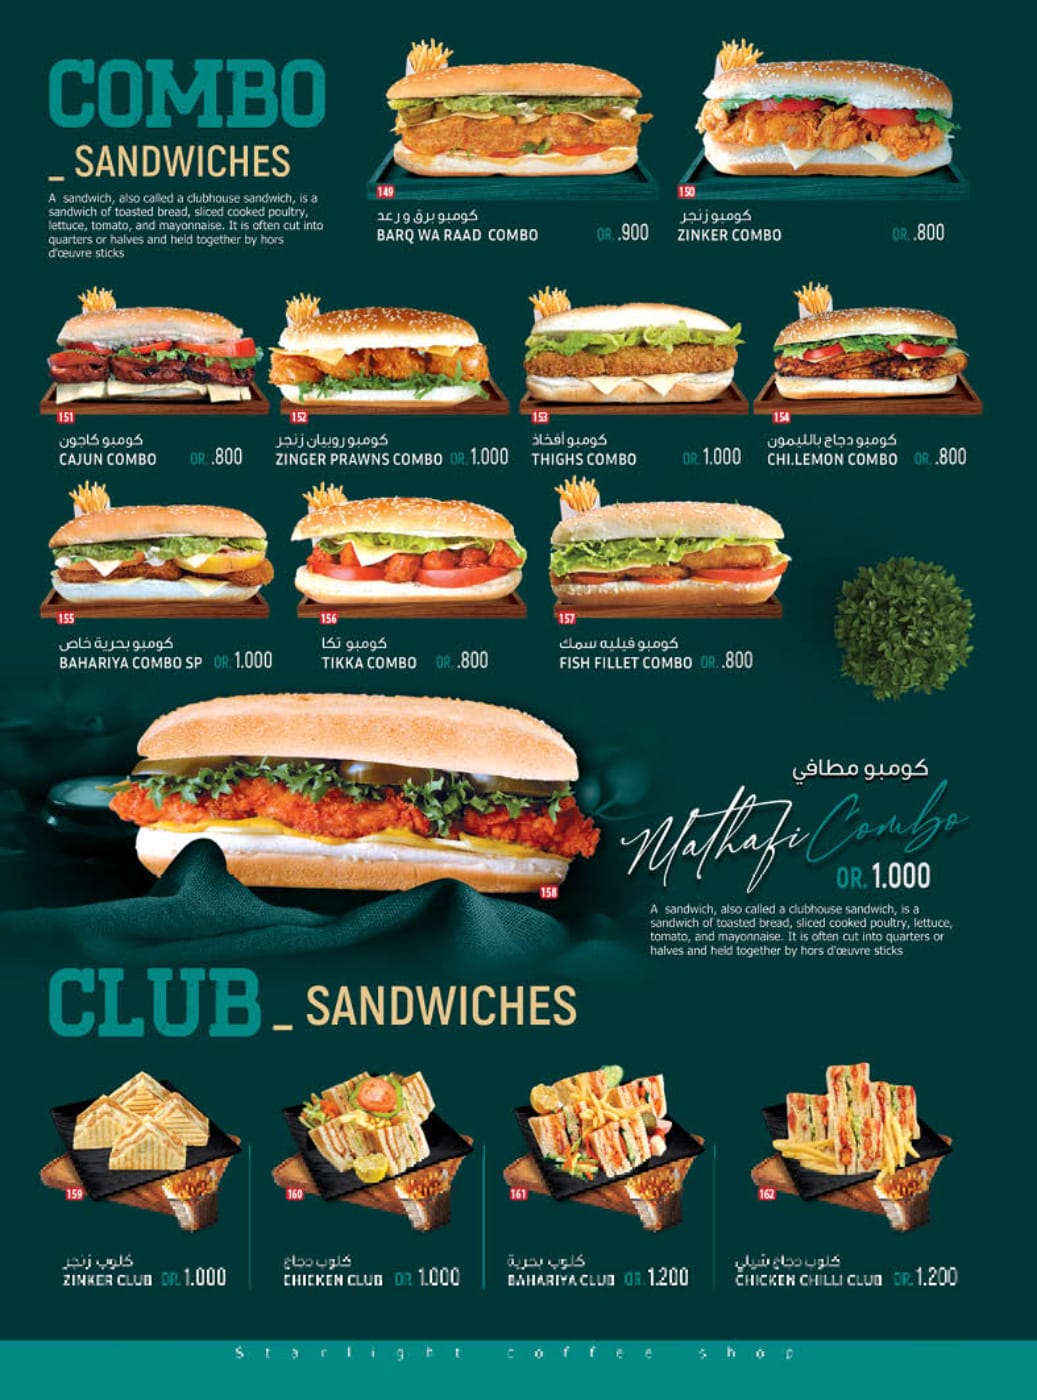 COMBO
_ SANDWICHES
A sandwich, also called a clubhouse sandwich, is a
sandwich of toasted bread, sliced cooked poultry,
lettuce, tomato, and mayonnaise. It is often cut into
quarters or halves and held together by hors
d'œuvre sticks
149
كومبو برق و رعد
BARQ WA RAAD COMBO OR. .900
150
كومبو زنجر
ZINKER COMBO OR. .800
151
كومبو كاجون
CAJUN COMBO OR. .800
152
كومبو روبيان زنجر
ZINGER PRAWNS COMBO OR. 1.000
153
كومبو أفخاذ
THIGHS COMBO OR. 1.000
154
كومبو دجاج بالليمون
CHI.LEMON COMBO OR. .800
155
كومبو بحرية خاص
BAHARIYA COMBO SP OR. 1.000
156
كومبو تكا
TIKKA COMBO OR. .800
157
كومبو فيليه سمك
FISH FILLET COMBO OR. .800
158
كومبو مطافي
Mathafi Combo
OR. 1.000
A sandwich, also called a clubhouse sandwich, is a
sandwich of toasted bread, sliced cooked poultry, lettuce,
tomato, and mayonnaise. It is often cut into quarters or
halves and held together by hors d'œuvre sticks
CLUB _ SANDWICHES
159
كلوب زنجر
ZINKER CLUB OR. 1.000
160
كلوب دجاج
CHICKEN CLUB OR. 1.000
161
كلوب بحرية
BAHARIYA CLUB OR. 1.200
162
كلوب دجاج شيلي
CHICKEN CHILLI CLUB OR. 1.200
Starlight coffee shop